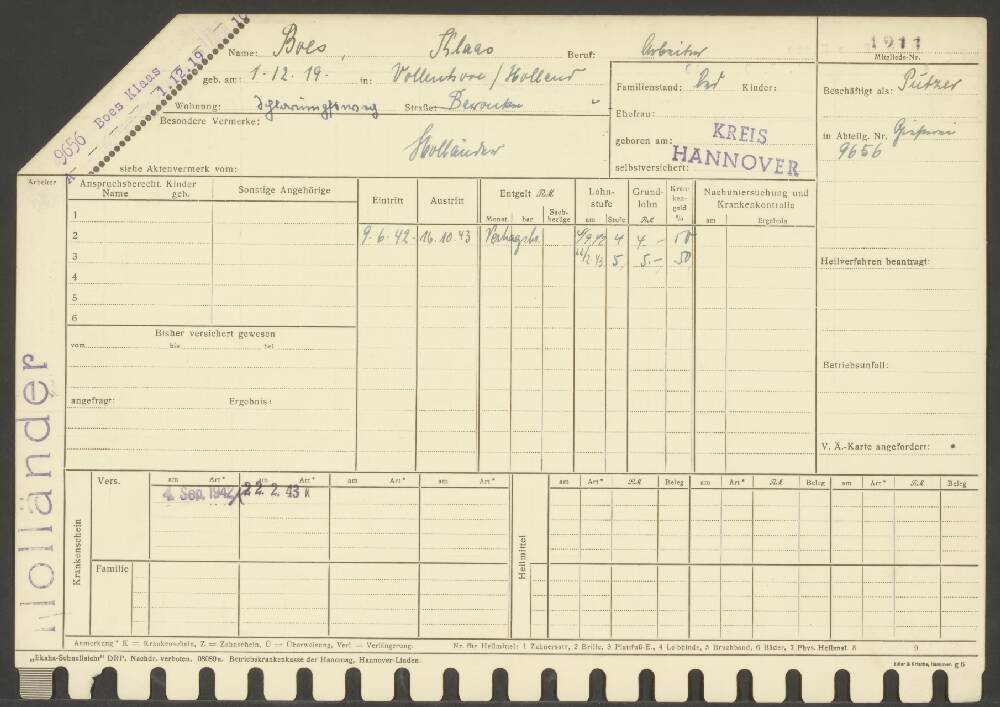 9656 Boes Klaas
1.12.19
Name: Boes, Klaas Beruf: Arbeiter
1911
Mitglieds-Nr.
geb. am: 1.12.19. in: Vollenhove / Holland
Familienstand: Kinder:
Beschäftigt als: Putzer
Wohnung: Straße:
Ehefrau:
Besondere Vermerke:
geboren am: KREIS
HANNOVER
in Abteilg. Nr.
9656
Holländer
siehe Aktenvermerk vom:
selbstversichert:
Arbeiter
Anspruchsberecht. Kinder
Name geb.
Sonstige Angehörige
Eintritt
Austritt
Entgelt RM
Monat bar Sachbezüge
Lohnstufe
am Stufe
Grundlohn
RM
Krankengeld
%
Nachuntersuchung und
Krankenkontrolle
am Ergebnis
1
2
9.6.42. 16.10.43 4 4.- 50
3
5. 5.- 50
Heilverfahren beantragt:
4
5
6
Bisher versichert gewesen
vom bis bei
Betriebsunfall:
angefragt: Ergebnis:
V. Ä.-Karte angefordert:
Holländer
Krankenschein
Vers.
am Art* am Art* am Art* am Art*
4. Sep. 1942 K 22. 2. 43 K
Familie
Heilmittel
am Art* RM Beleg am Art* RM Beleg am Art* RM Beleg
Anmerkung* K = Krankenschein, Z = Zahnschein, Ü = Überweisung, Verl = Verlängerung.
Nr. für Heilmittel: 1 Zahnersatz, 2 Brille, 3 Plattfuß-E., 4 Leibbinde, 5 Bruchband, 6 Bäder, 7 Phys. Heilanst. 8 9
„Ekaha-Schnellsicht" DRP. Nachdr. verboten. Betriebskrankenkasse der Hanomag, Hannover-Linden.
Edler & Krische, Hannover. g 6